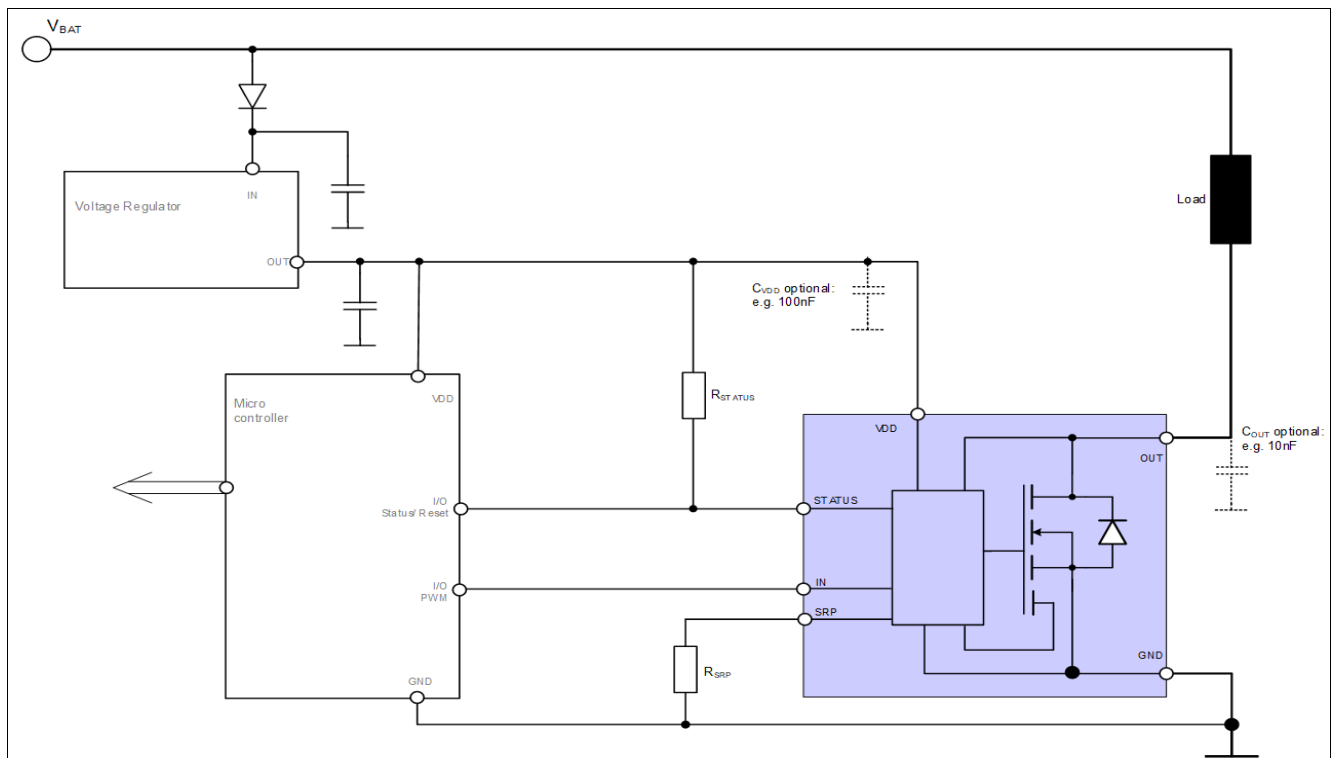 VBAT
IN
Voltage Regulator
Load
OUT
CVDD optional:
e.g. 100nF
RSTATUS
Micro
controller
VDD
VDD
COUT optional:
e.g. 10nF
OUT
I/O
Status/Reset
STATUS
I/O
PWM
IN
SRP
GND
RSRP
GND